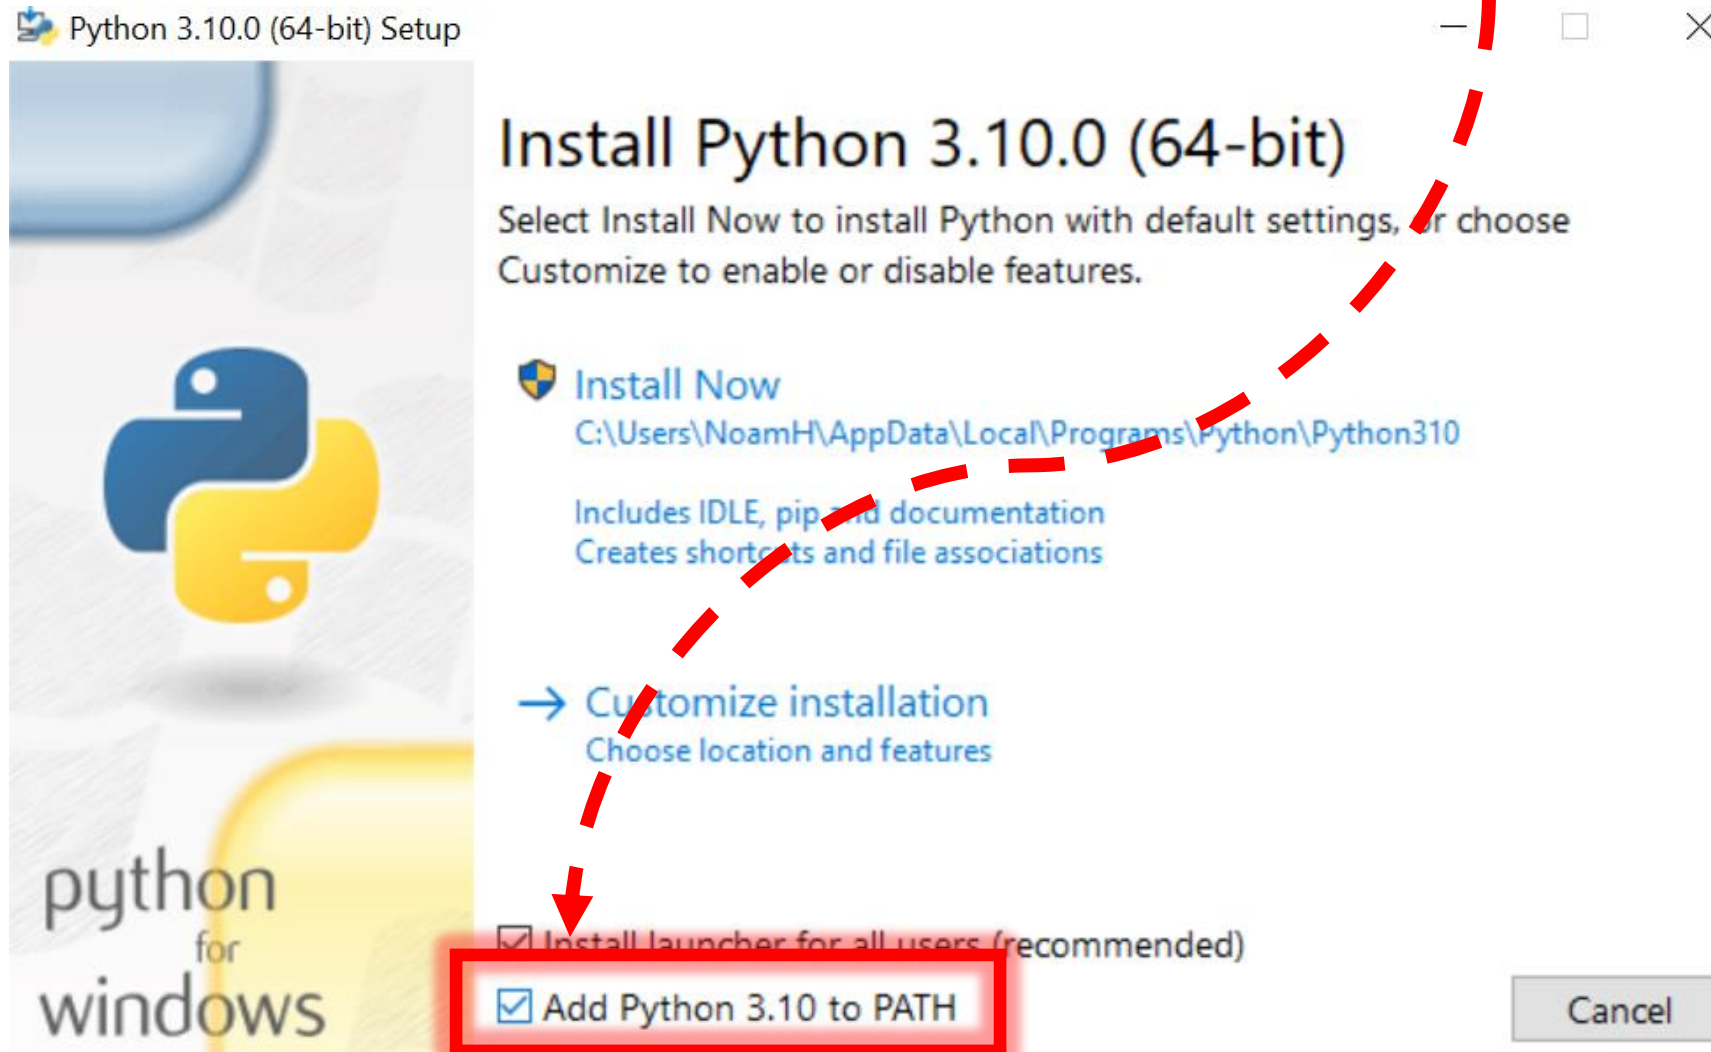 Python 3.10.0 (64-bit) Setup
Install Python 3.10.0 (64-bit)
Select Install Now to install Python with default settings, or choose
Customize to enable or disable features.
Install Now
C:\Users\NoamH\AppData\Local\Programs\Python\Python310
Includes IDLE, pip and documentation
Creates shortcuts and file associations
Customize installation
Choose location and features
python
for
windows
Install launcher for all users (recommended)
Add Python 3.10 to PATH
Cancel